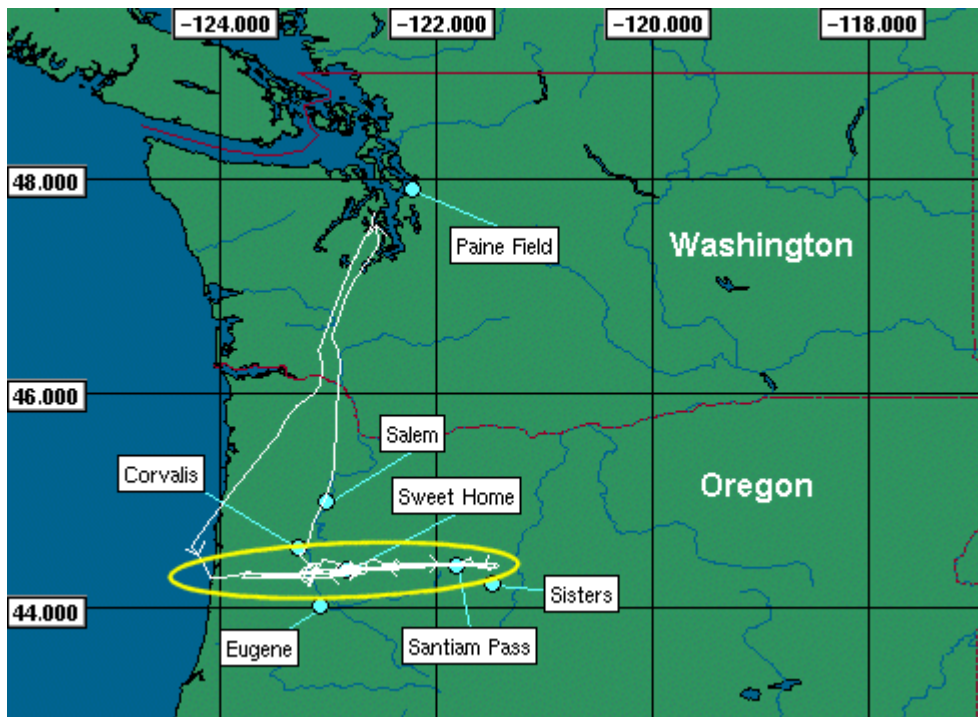 −124.000
−122.000
−120.000
−118.000
48.000
Paine Field
Washington
46.000
Salem
Corvalis
Sweet Home
Oregon
Sisters
44.000
Eugene
Santiam Pass